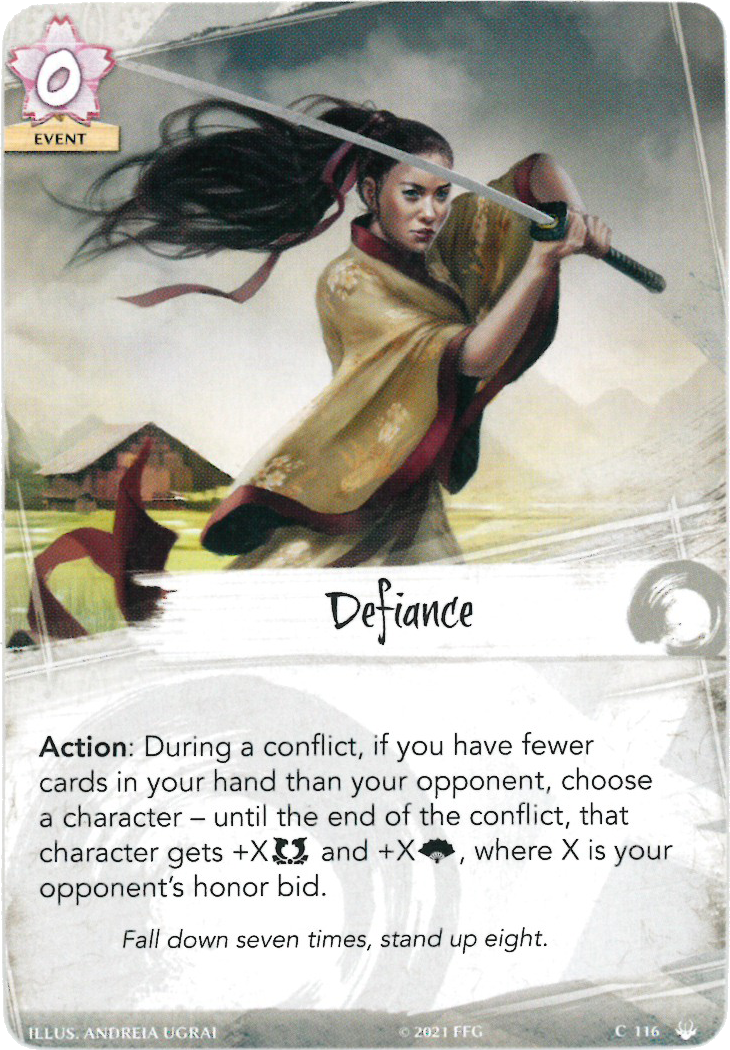 0
EVENT
Defiance
Action: During a conflict, if you have fewer
cards in your hand than your opponent, choose
a character – until the end of the conflict, that
character gets +X and +X, where X is your
opponent's honor bid.
Fall down seven times, stand up eight.
ILLUS. ANDREIA UGRAI © 2021 FFG C 116